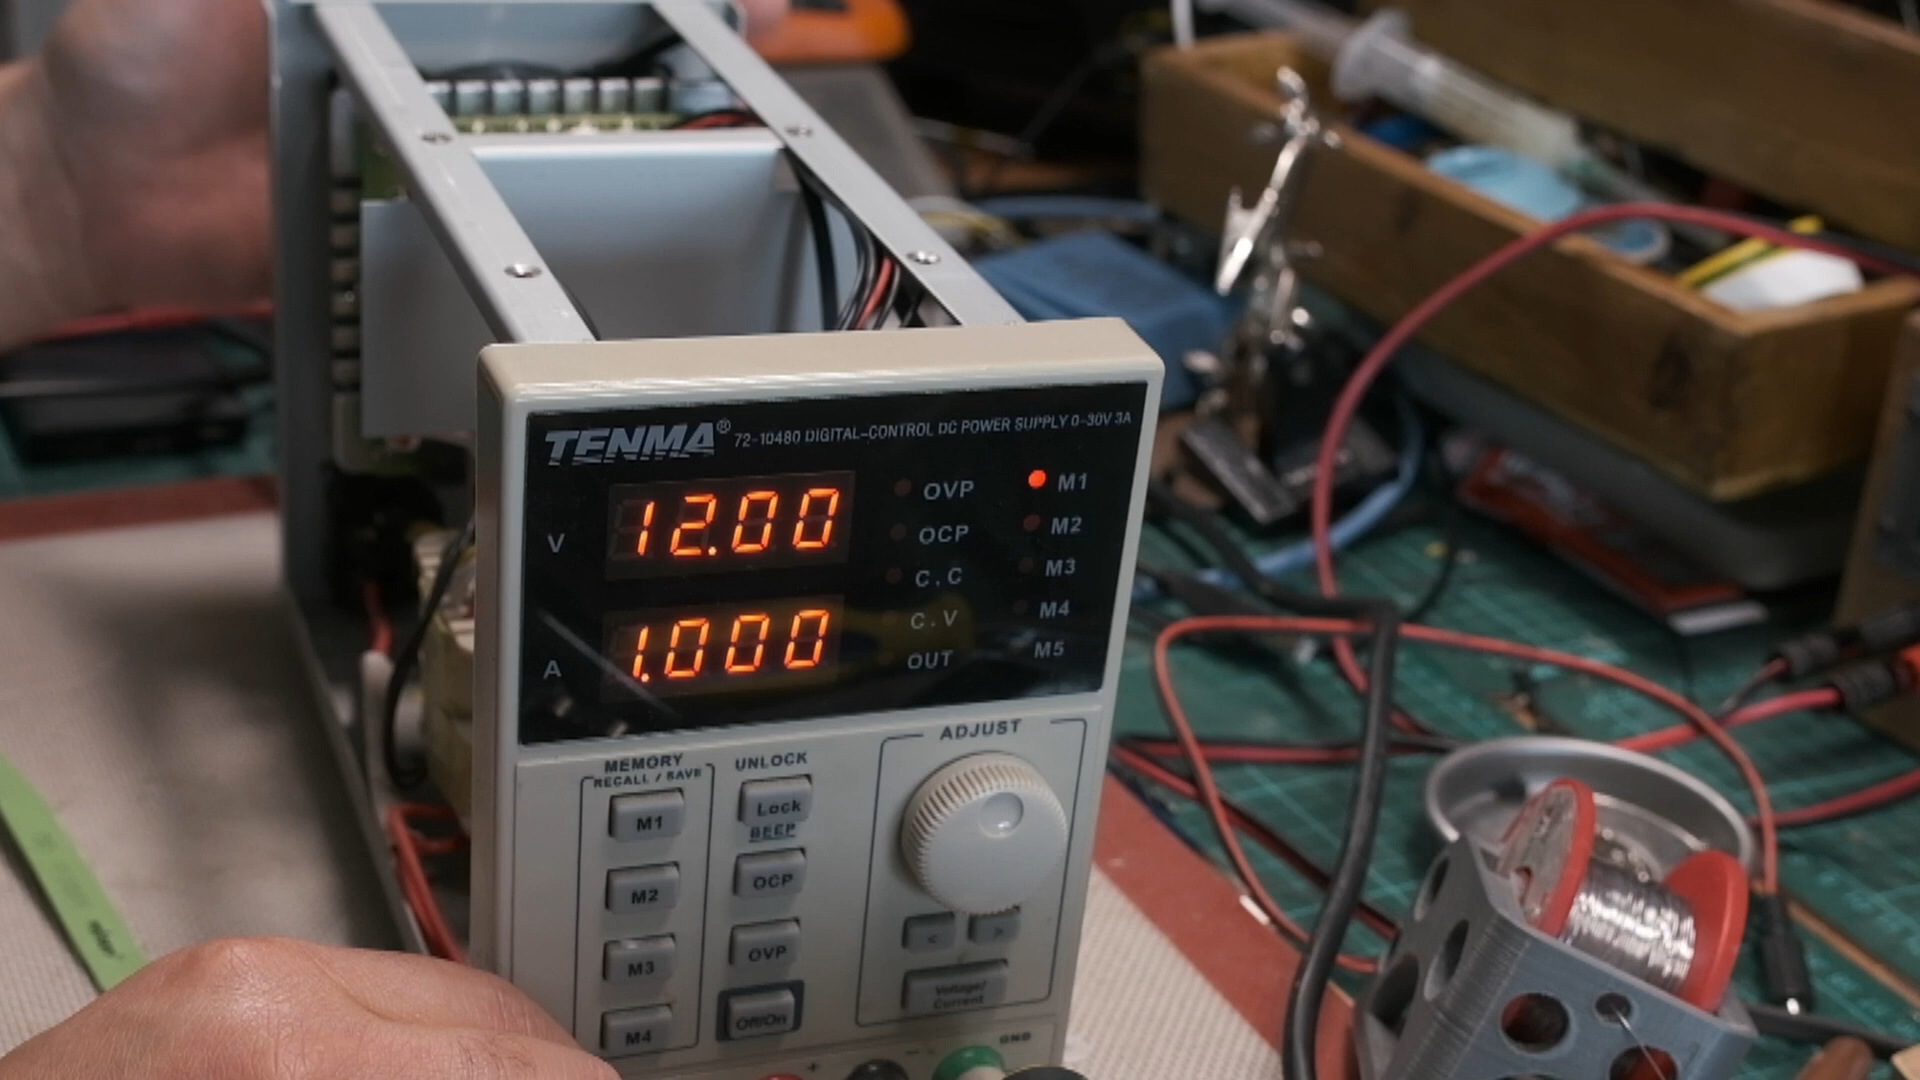 TENMA® 72-10480 DIGITAL-CONTROL DC POWER SUPPLY 0-30V 3A
V 12.00
A 1.000
OVP
OCP
C.C
C.V
OUT
M1
M2
M3
M4
M5
MEMORY
RECALL / SAVE
M1
M2
M3
M4
UNLOCK
Lock
BEEP
OCP
OVP
Off/On
ADJUST
< >
Voltage/
Current
+ -
GND